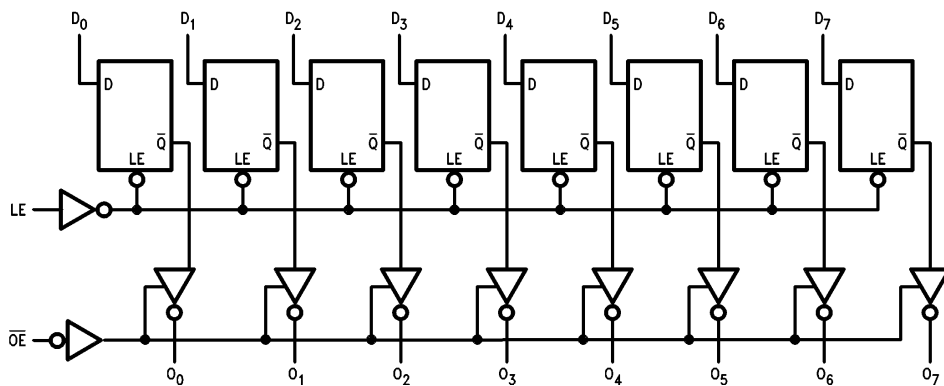 D0 D1 D2 D3 D4 D5 D6 D7
D D D D D D D D
Q̅ Q̅ Q̅ Q̅ Q̅ Q̅ Q̅ Q̅
LE LE LE LE LE LE LE LE
LE
O̅E̅
O0 O1 O2 O3 O4 O5 O6 O7